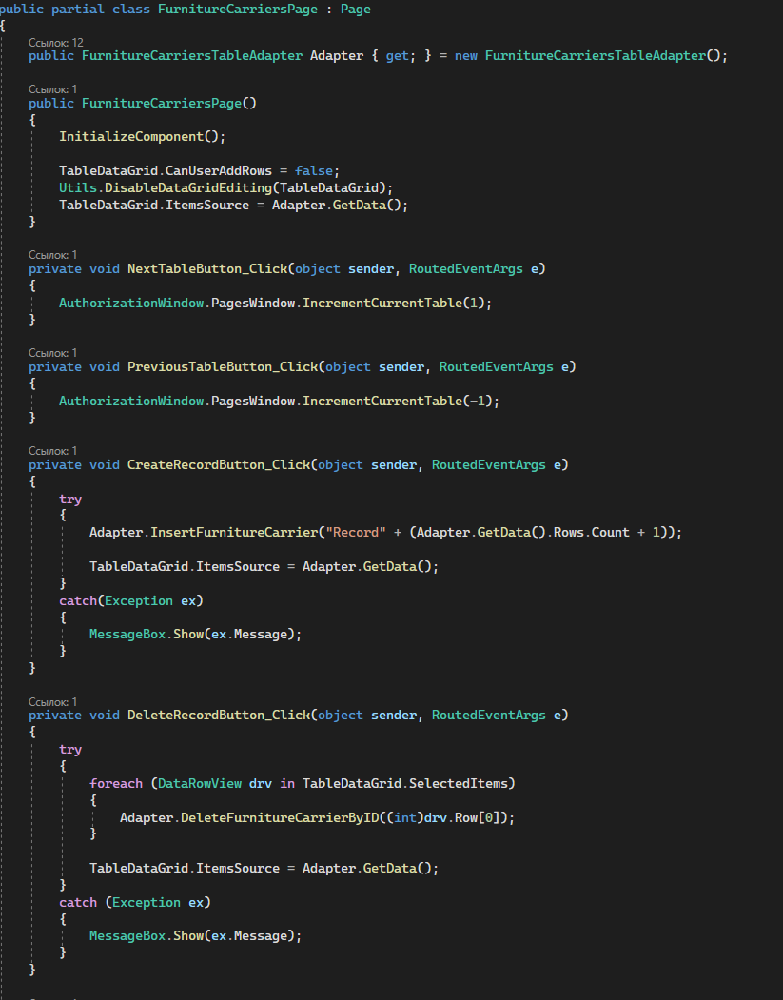 public partial class FurnitureCarriersPage : Page
{
Ссылок: 12
public FurnitureCarriersTableAdapter Adapter { get; } = new FurnitureCarriersTableAdapter();
Ссылок: 1
public FurnitureCarriersPage()
{
InitializeComponent();
TableDataGrid.CanUserAddRows = false;
Utils.DisableDataGridEditing(TableDataGrid);
TableDataGrid.ItemsSource = Adapter.GetData();
}
Ссылок: 1
private void NextTableButton_Click(object sender, RoutedEventArgs e)
{
AuthorizationWindow.PagesWindow.IncrementCurrentTable(1);
}
Ссылок: 1
private void PreviousTableButton_Click(object sender, RoutedEventArgs e)
{
AuthorizationWindow.PagesWindow.IncrementCurrentTable(-1);
}
Ссылок: 1
private void CreateRecordButton_Click(object sender, RoutedEventArgs e)
{
try
{
Adapter.InsertFurnitureCarrier("Record" + (Adapter.GetData().Rows.Count + 1));
TableDataGrid.ItemsSource = Adapter.GetData();
}
catch(Exception ex)
{
MessageBox.Show(ex.Message);
}
}
Ссылок: 1
private void DeleteRecordButton_Click(object sender, RoutedEventArgs e)
{
try
{
foreach (DataRowView drv in TableDataGrid.SelectedItems)
{
Adapter.DeleteFurnitureCarrierByID((int)drv.Row[0]);
}
TableDataGrid.ItemsSource = Adapter.GetData();
}
catch (Exception ex)
{
MessageBox.Show(ex.Message);
}
}